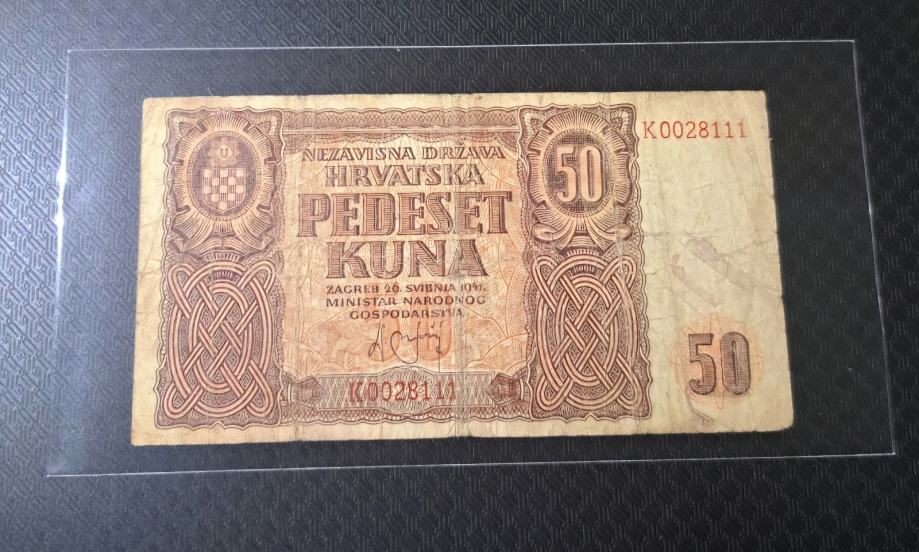 K0028111
NEZAVISNA DRŽAVA
HRVATSKA
50
PEDESET
KUNA
ZAGREB 26. SVIBNJA 1941.
MINISTAR NARODNOG
GOSPODARSTVA
50
K0028111